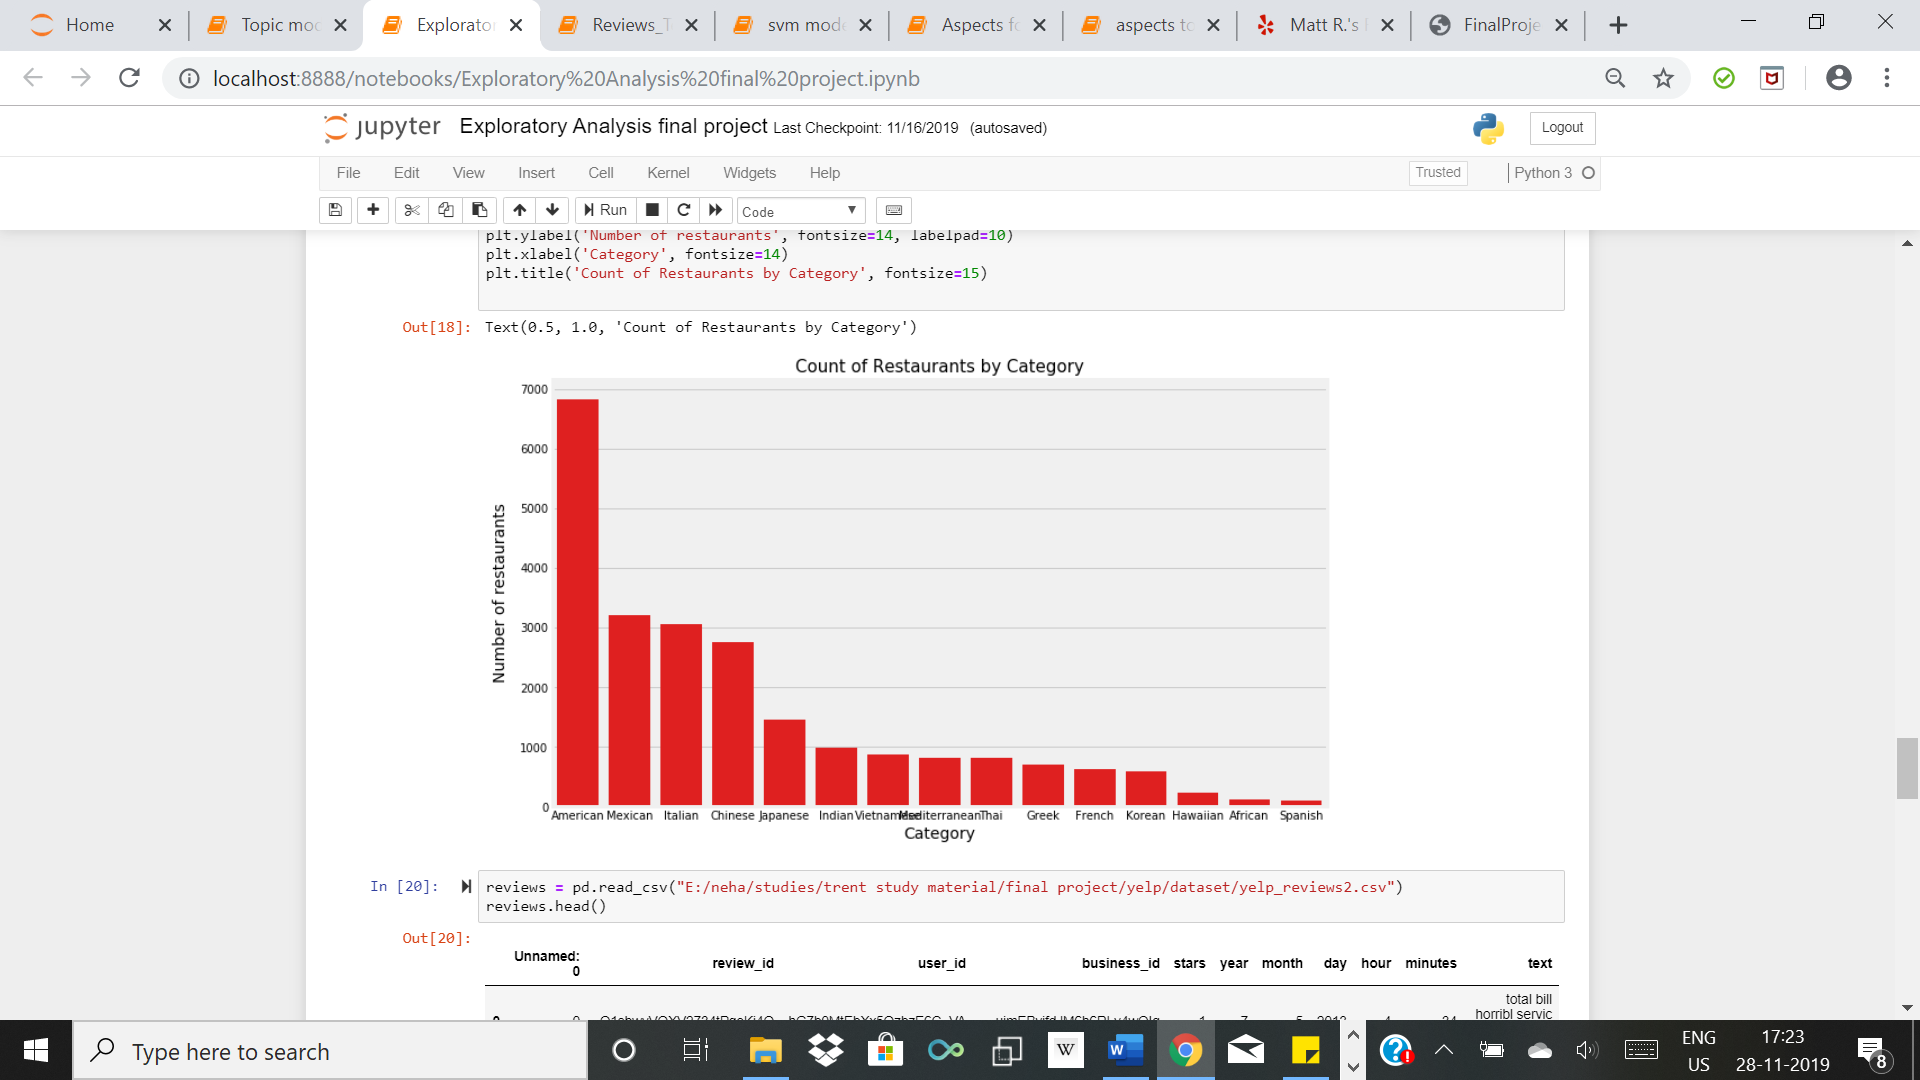 Home
Topic mo
Explorato
Reviews_T
svm mod
Aspects f
aspects to
Matt R.'s
FinalProje
localhost:8888/notebooks/Exploratory%20Analysis%20final%20project.ipynb
jupyter Exploratory Analysis final project Last Checkpoint: 11/16/2019 (autosaved)
Logout
File Edit View Insert Cell Kernel Widgets Help
Trusted
Python 3
Run
Code
plt.ylabel('Number of restaurants', fontsize=14, labelpad=10)
plt.xlabel('Category', fontsize=14)
plt.title('Count of Restaurants by Category', fontsize=15)
Out[18]: Text(0.5, 1.0, 'Count of Restaurants by Category')
Count of Restaurants by Category
7000
6000
5000
4000
3000
2000
1000
0
Number of restaurants
American Mexican Italian Chinese Japanese Indian Vietnamese Mediterranean Thai Greek French Korean Hawaiian African Spanish
Category
In [20]: reviews = pd.read_csv("E:/neha/studies/trent study material/final project/yelp/dataset/yelp_reviews2.csv")
reviews.head()
Out[20]:
Unnamed: 0 review_id user_id business_id stars year month day hour minutes text
total bill
horribl servic
Type here to search
W
W
ENG
US
17:23
28-11-2019
8